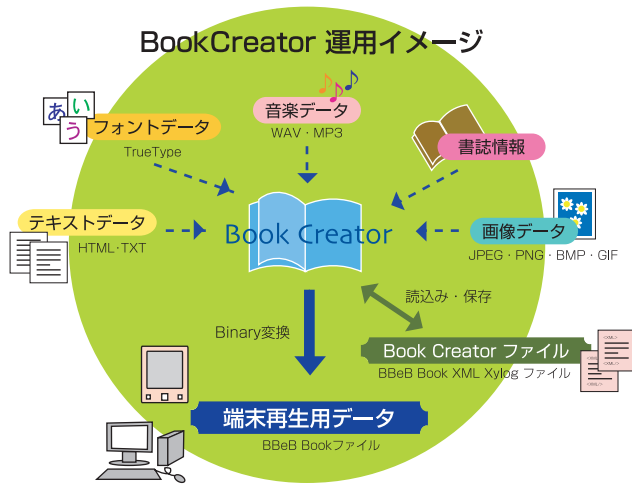 BookCreator 運用イメージ
あ
い
う
フォントデータ
TrueType
音楽データ
WAV・MP3
書誌情報
テキストデータ
HTML・TXT
Book Creator
画像データ
JPEG・PNG・BMP・GIF
読込み・保存
Binary変換
Book Creator ファイル
BBeB Book XML Xylog ファイル
<XML>
<XML>
端末再生用データ
BBeB Bookファイル